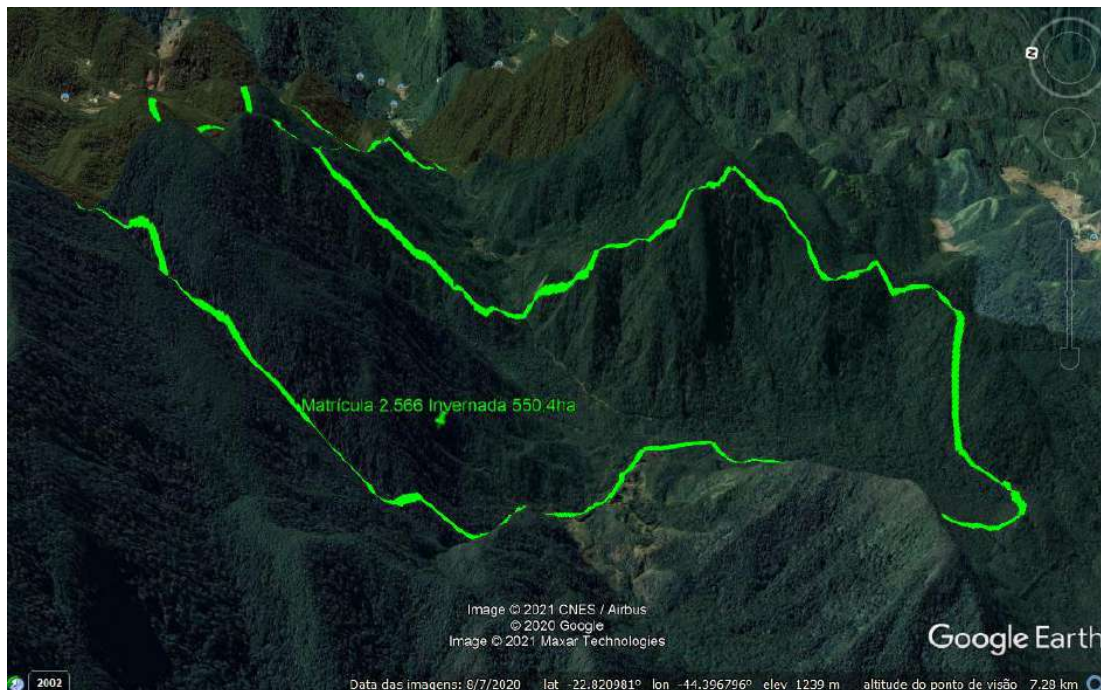 Matrícula 2.566 Invernada 550.4ha
Image © 2021 CNES / Airbus
© 2020 Google
Image © 2021 Maxar Technologies
Google Earth
N
2002
Data das imagens: 8/7/2020 lat -22.820981° lon -44.396796° elev 1239 m altitude do ponto de visão 7.28 km